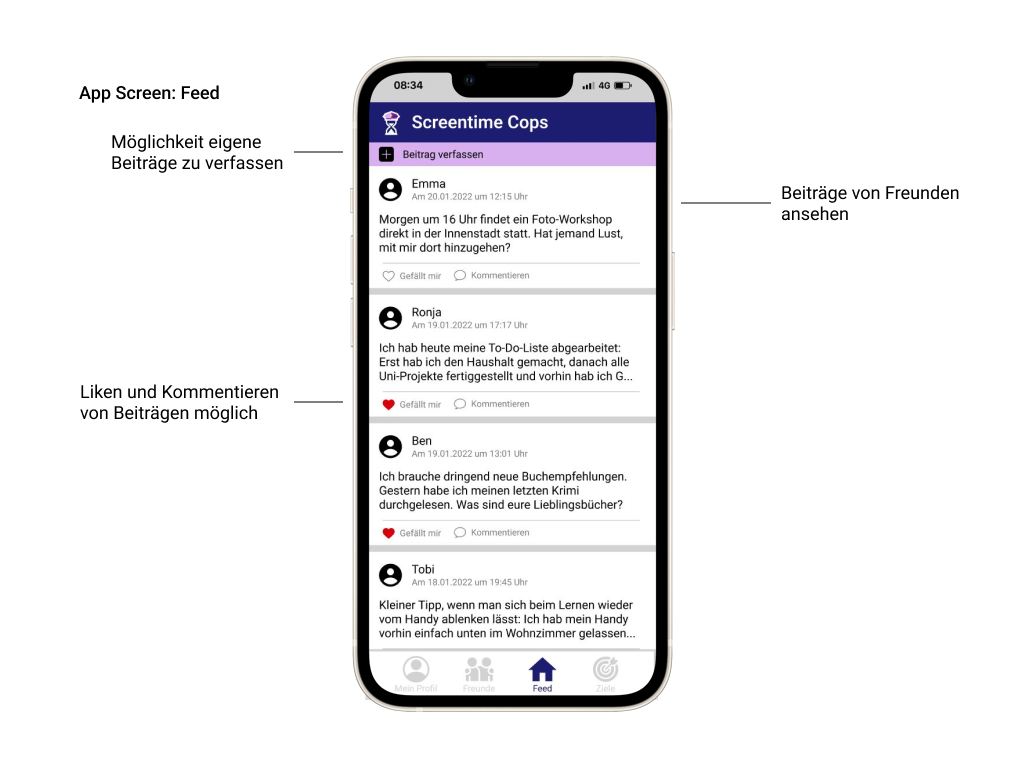 App Screen: Feed
Möglichkeit eigene
Beiträge zu verfassen
Liken und Kommentieren
von Beiträgen möglich
08:34
4G
Screentime Cops
Beitrag verfassen
Emma
Am 20.01.2022 um 12:15 Uhr
Morgen um 16 Uhr findet ein Foto-Workshop
direkt in der Innenstadt statt. Hat jemand Lust,
mit mir dort hinzugehen?
Gefällt mir Kommentieren
Ronja
Am 19.01.2022 um 17:17 Uhr
Ich hab heute meine To-Do-Liste abgearbeitet:
Erst hab ich den Haushalt gemacht, danach alle
Uni-Projekte fertiggestellt und vorhin hab ich G...
Gefällt mir Kommentieren
Ben
Am 19.01.2022 um 13:01 Uhr
Ich brauche dringend neue Buchempfehlungen.
Gestern habe ich meinen letzten Krimi
durchgelesen. Was sind eure Lieblingsbücher?
Gefällt mir Kommentieren
Tobi
Am 18.01.2022 um 19:45 Uhr
Kleiner Tipp, wenn man sich beim Lernen wieder
vom Handy ablenken lässt: Ich hab mein Handy
vorhin einfach unten im Wohnzimmer gelassen...
Mein Profil Freunde Feed Ziele
Beiträge von Freunden
ansehen